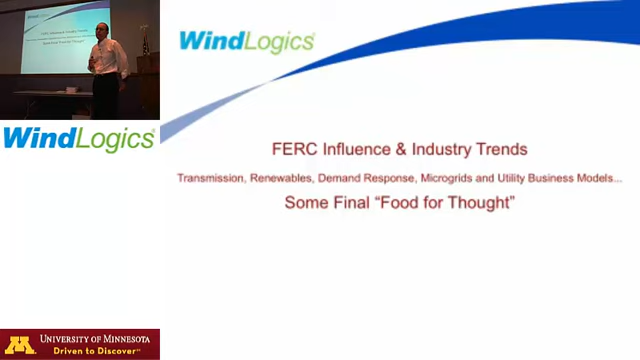 WindLogics
FERC Influence & Industry Trends
Transmission, Renewables, Demand Response, Microgrids and Utility Business Models...
Some Final "Food for Thought"
WindLogics
UNIVERSITY OF MINNESOTA
Driven to Discover℠